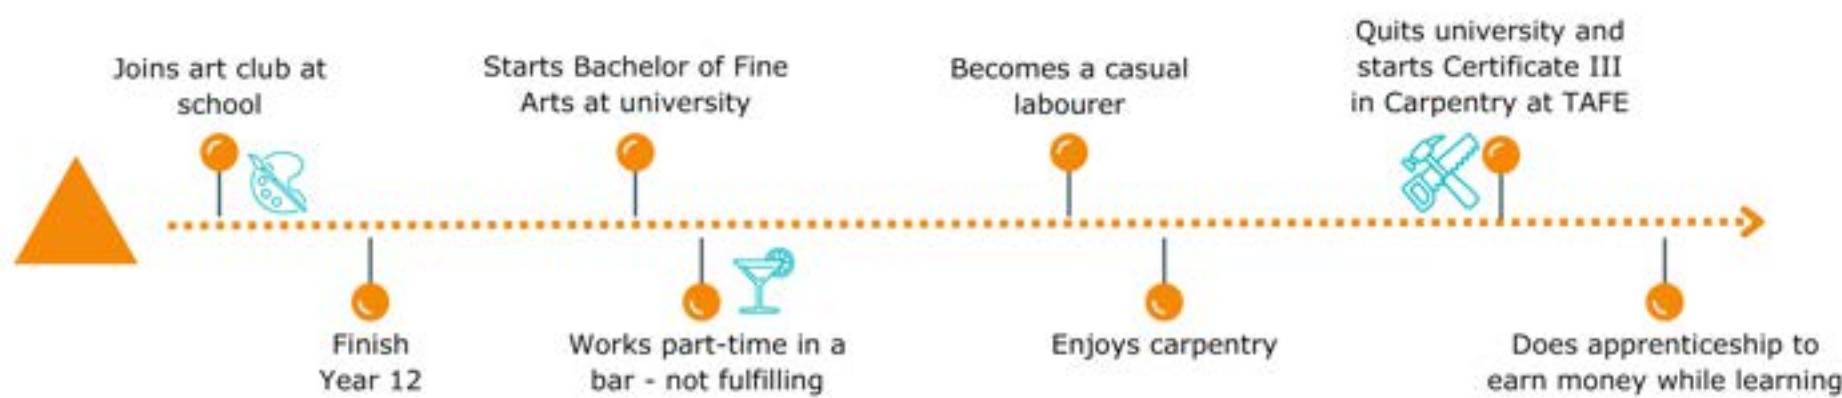 Joins art club at
school
Finish
Year 12
Starts Bachelor of Fine
Arts at university
Works part-time in a
bar - not fulfilling
Becomes a casual
labourer
Enjoys carpentry
Quits university and
starts Certificate III
in Carpentry at TAFE
Does apprenticeship to
earn money while learning